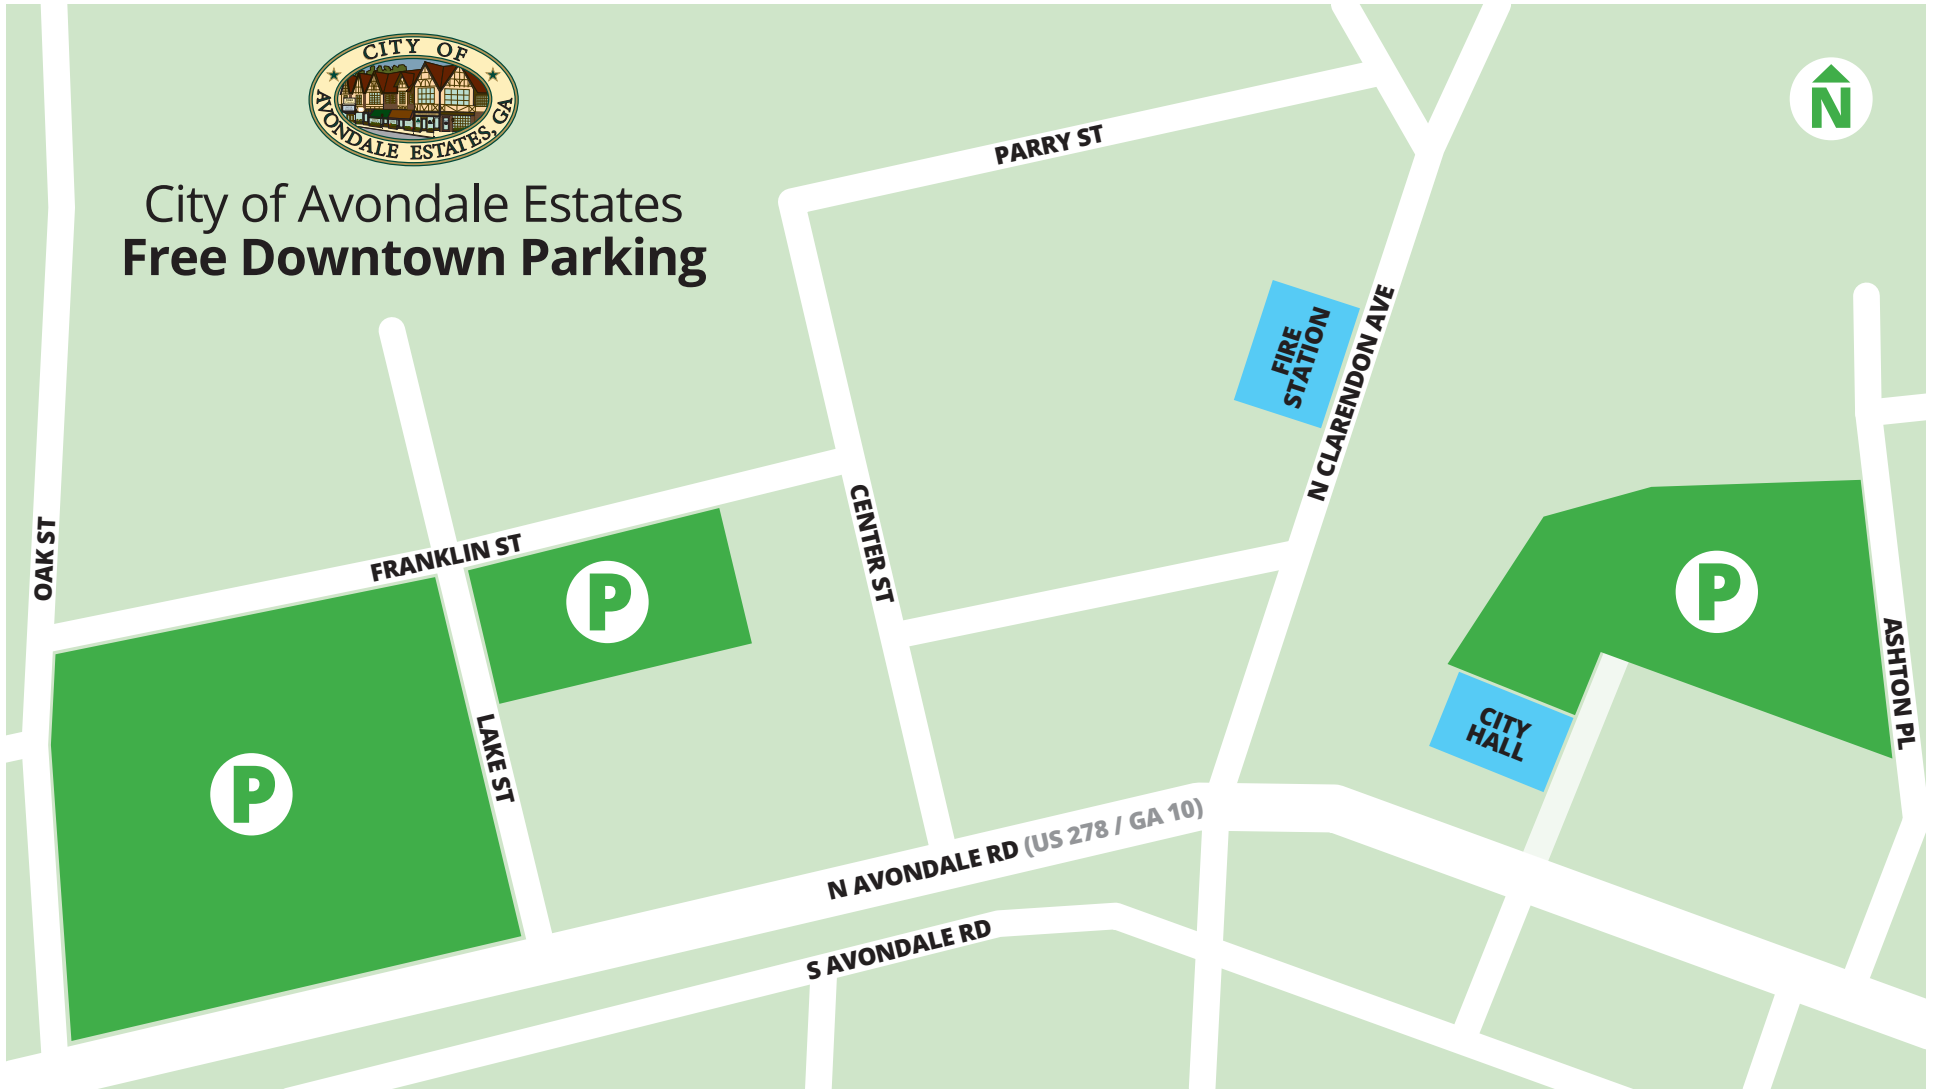 CITY OF
AVONDALE ESTATES, GA
City of Avondale Estates
Free Downtown Parking
N
PARRY ST
FIRE
STATION
N CLARENDON AVE
OAK ST
FRANKLIN ST
CENTER ST
P
P
P
LAKE ST
CITY
HALL
ASHTON PL
N AVONDALE RD (US 278 / GA 10)
S AVONDALE RD